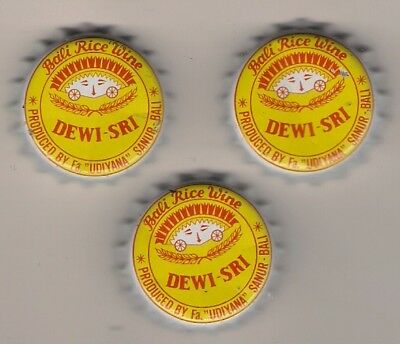 Bali Rice Wine
DEWI-SRI
* PRODUCED BY Fa. "UDIYANA" SANUR-BALI *
Bali Rice Wine
DEWI-SRI
* PRODUCED BY Fa. "UDIYANA" SANUR-BALI *
Bali Rice Wine
DEWI-SRI
* PRODUCED BY Fa. "UDIYANA" SANUR-BALI *